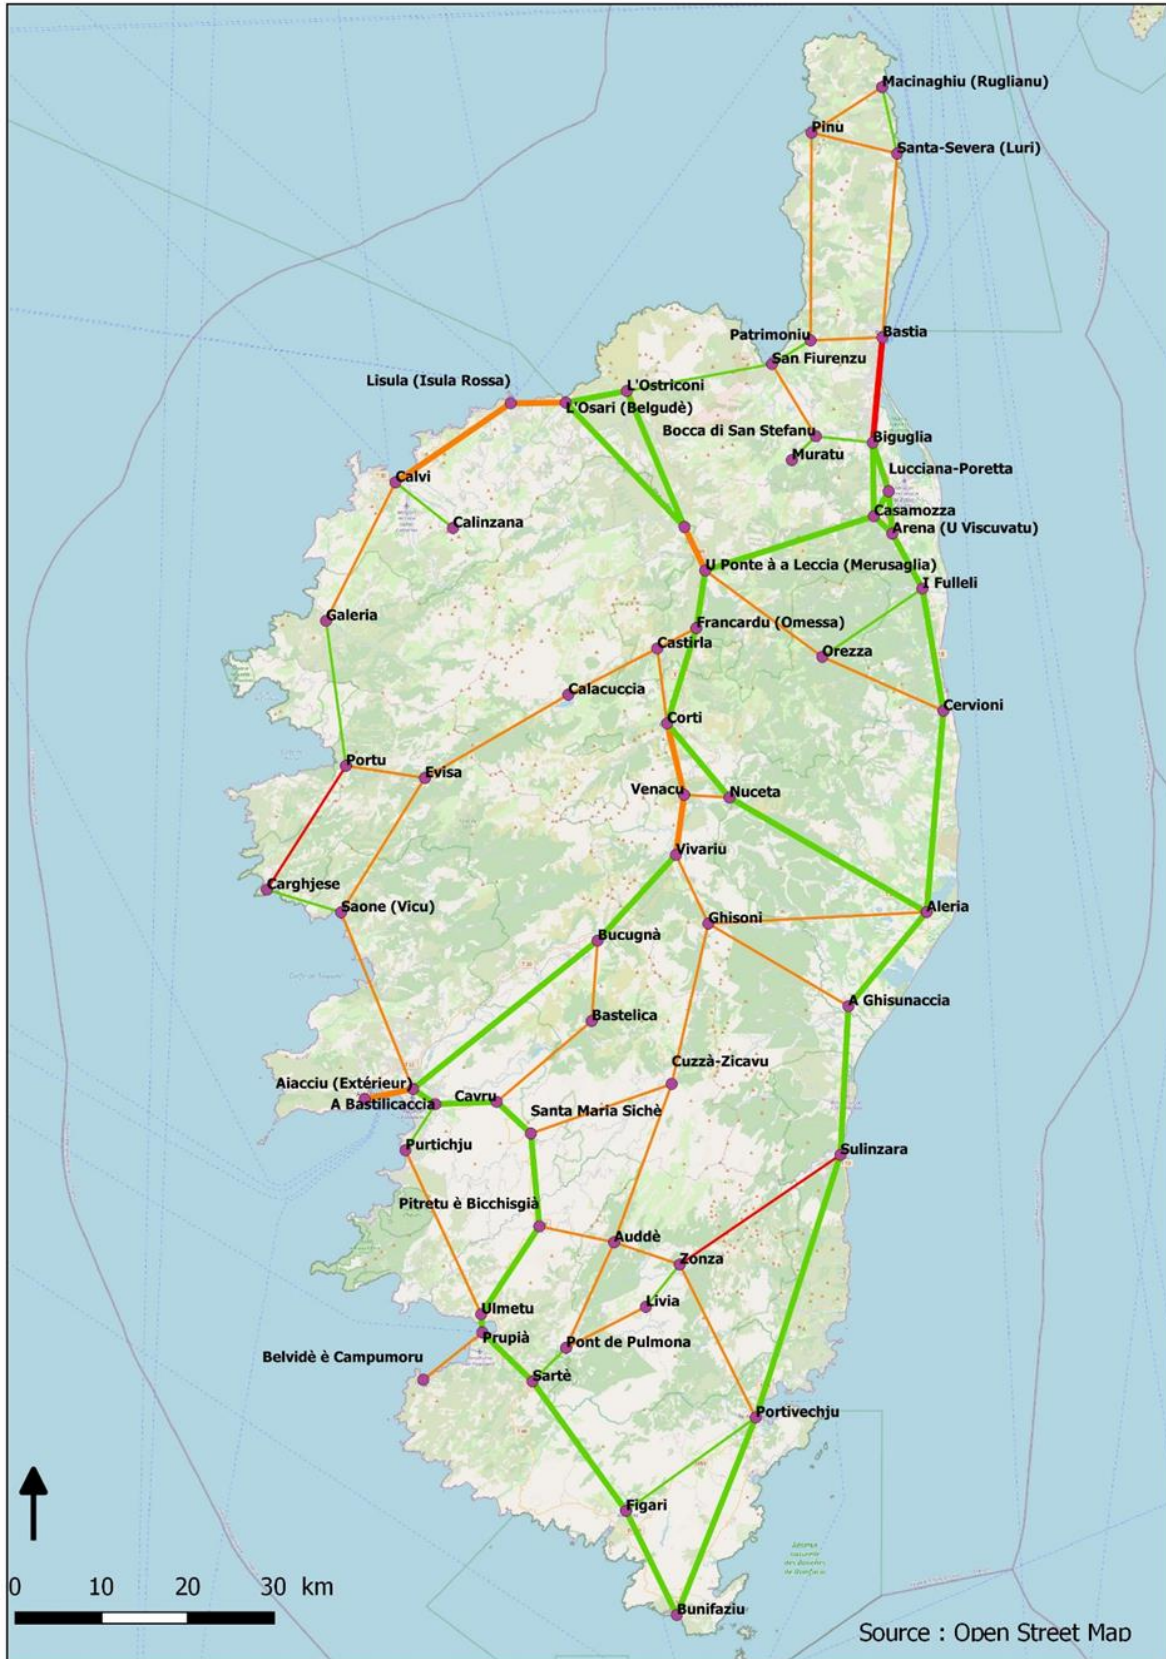 Macinaghiu (Ruglianu)
Pinu
Santa-Severa (Luri)
Patrimoniu
Bastia
San Fiurenzu
Lisula (Isula Rossa)
L'Ostriconi
L'Osari (Belgudè)
Bocca di San Stefanu
Biguglia
Muratu
Lucciana-Poretta
Calvi
Casamozza
Calinzana
Arena (U Viscuvatu)
U Ponte à a Leccia (Merusaglia)
I Fulleli
Galeria
Francardu (Omessa)
Castirla
Orezza
Calacuccia
Cervioni
Corti
Portu
Evisa
Venacu
Nuceta
Vivariu
Carghjese
Saone (Vicu)
Aleria
Ghisoni
Bucugnà
A Ghisunaccia
Bastelica
Cuzzà-Zicavu
Aiacciu (Extérieur)
A Bastilicaccia
Cavru
Santa Maria Sichè
Purtichju
Sulinzara
Pitretu è Bicchisgià
Auddè
Zonza
Livia
Ulmetu
Prupià
Pont de Pulmona
Belvidè è Campumoru
Sartè
Portivechju
Figari
0 10 20 30 km
Bunifaziu
Source : Open Street Map